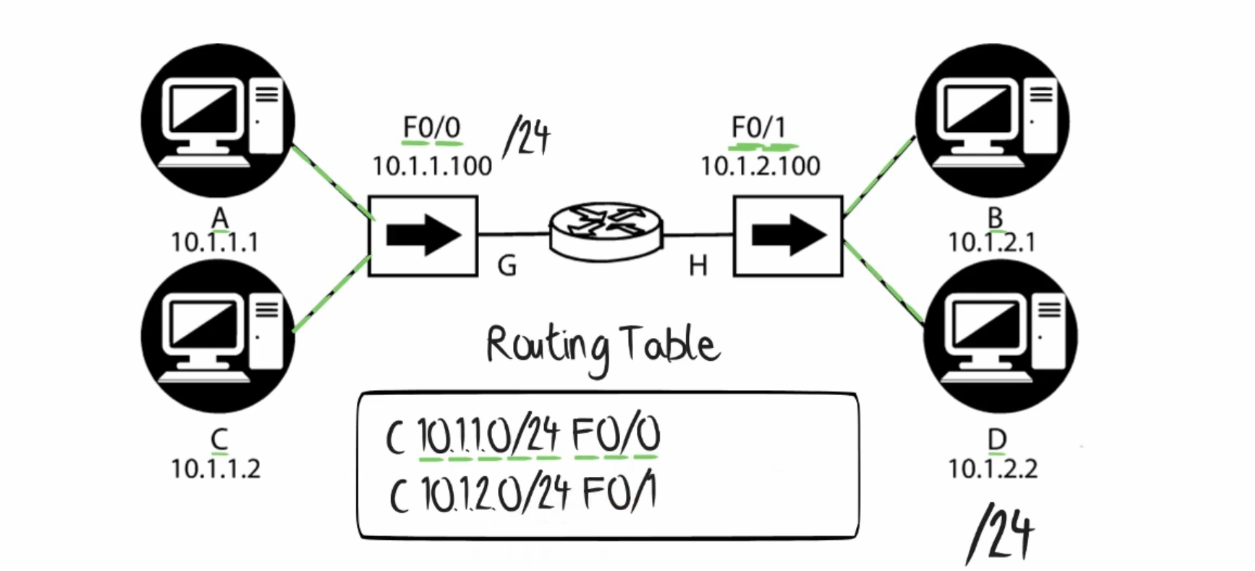 F0/0
/24
10.1.1.100
F0/1
10.1.2.100
A
10.1.1.1
B
10.1.2.1
G
H
Routing Table
C 10.1.1.0/24 F0/0
C 10.1.2.0/24 F0/1
C
10.1.1.2
D
10.1.2.2
/24